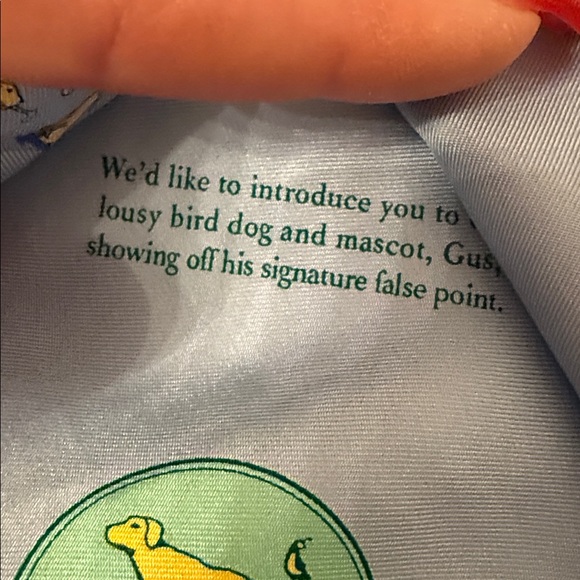 We'd like to introduce you to
lousy bird dog and mascot, Gus,
showing off his signature false point.